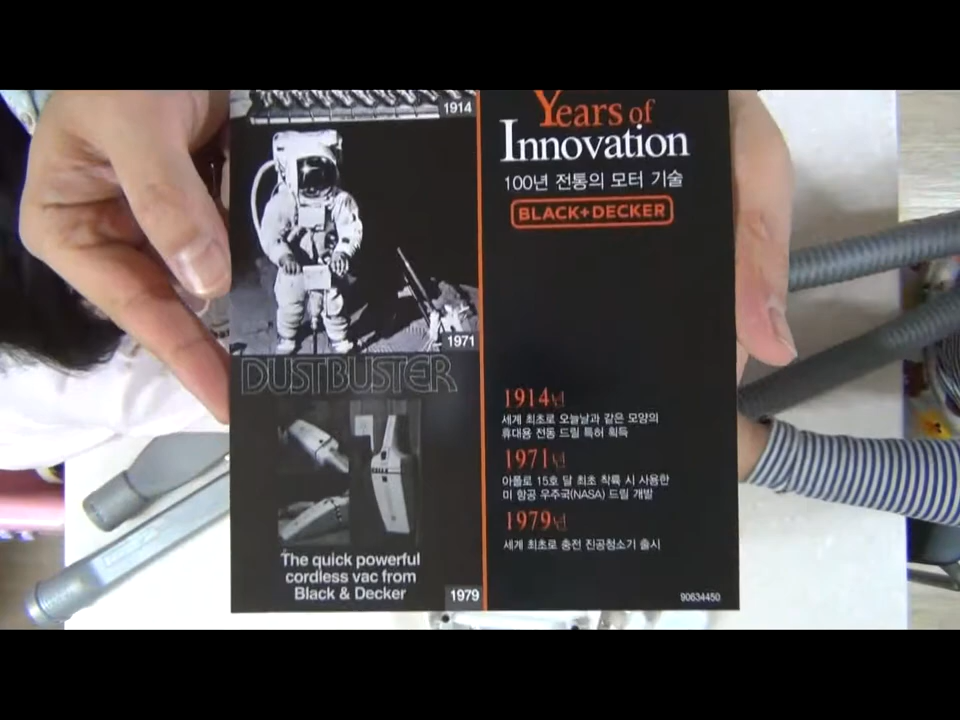 1914
1971
DUSTBUSTER
The quick powerful
cordless vac from
Black & Decker
1979
Years of
Innovation
100년 전통의 모터 기술
BLACK+DECKER
1914년
세계 최초로 오늘날과 같은 모양의
휴대용 전동 드릴 특허 획득
1971년
아폴로 15호 달 최초 착륙 시 사용한
미 항공 우주국(NASA) 드릴 개발
1979년
세계 최초로 충전 진공청소기 출시
90634450